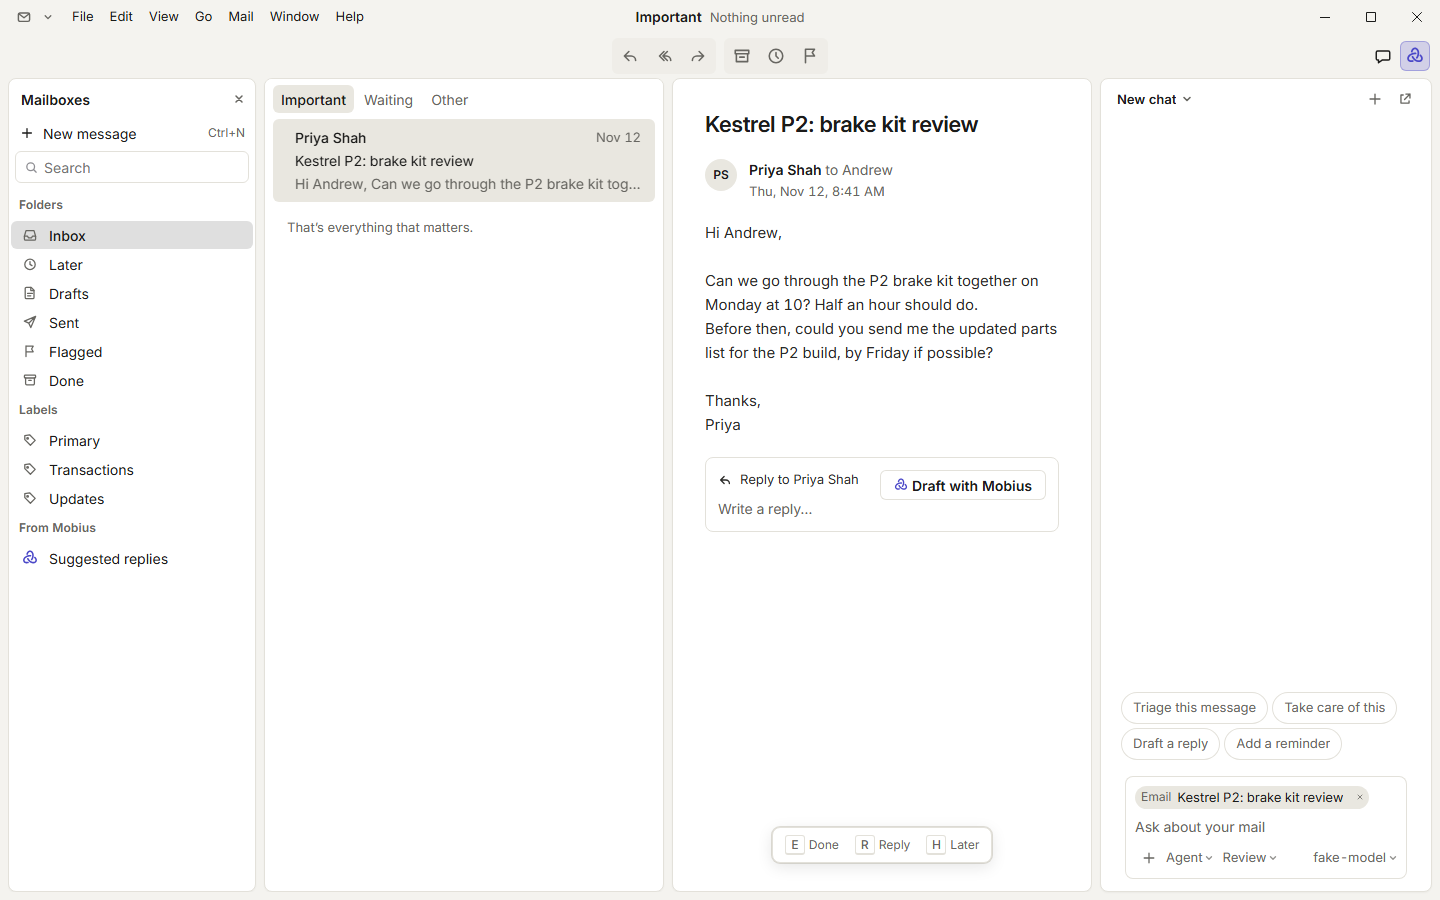 File Edit View Go Mail Window Help
Important Nothing unread
Mailboxes
New message Ctrl+N
Search
Folders
Inbox
Later
Drafts
Sent
Flagged
Done
Labels
Primary
Transactions
Updates
From Mobius
Suggested replies
Important Waiting Other
Priya Shah Nov 12
Kestrel P2: brake kit review
Hi Andrew, Can we go through the P2 brake kit tog...
That's everything that matters.
Kestrel P2: brake kit review
PS
Priya Shah to Andrew
Thu, Nov 12, 8:41 AM
Hi Andrew,
Can we go through the P2 brake kit together on
Monday at 10? Half an hour should do.
Before then, could you send me the updated parts
list for the P2 build, by Friday if possible?
Thanks,
Priya
Reply to Priya Shah
Draft with Mobius
Write a reply...
E Done R Reply H Later
New chat
Triage this message
Take care of this
Draft a reply
Add a reminder
Email Kestrel P2: brake kit review ×
Ask about your mail
Agent Review fake-model